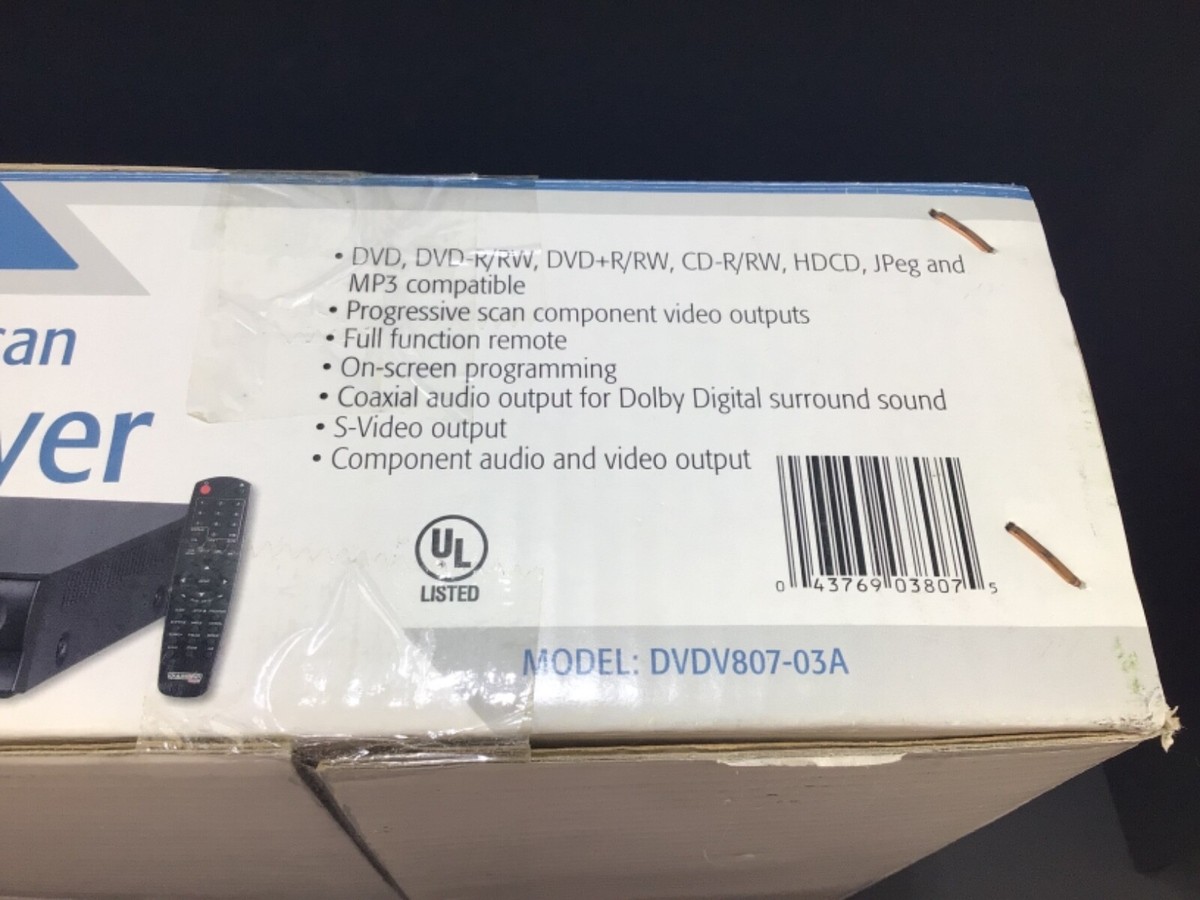 can
yer
• DVD, DVD-R/RW, DVD+R/RW, CD-R/RW, HDCD, JPeg and
MP3 compatible
• Progressive scan component video outputs
• Full function remote
• On-screen programming
• Coaxial audio output for Dolby Digital surround sound
• S-Video output
• Component audio and video output
UL
LISTED
0 43769 03807 5
MODEL: DVDV807-03A